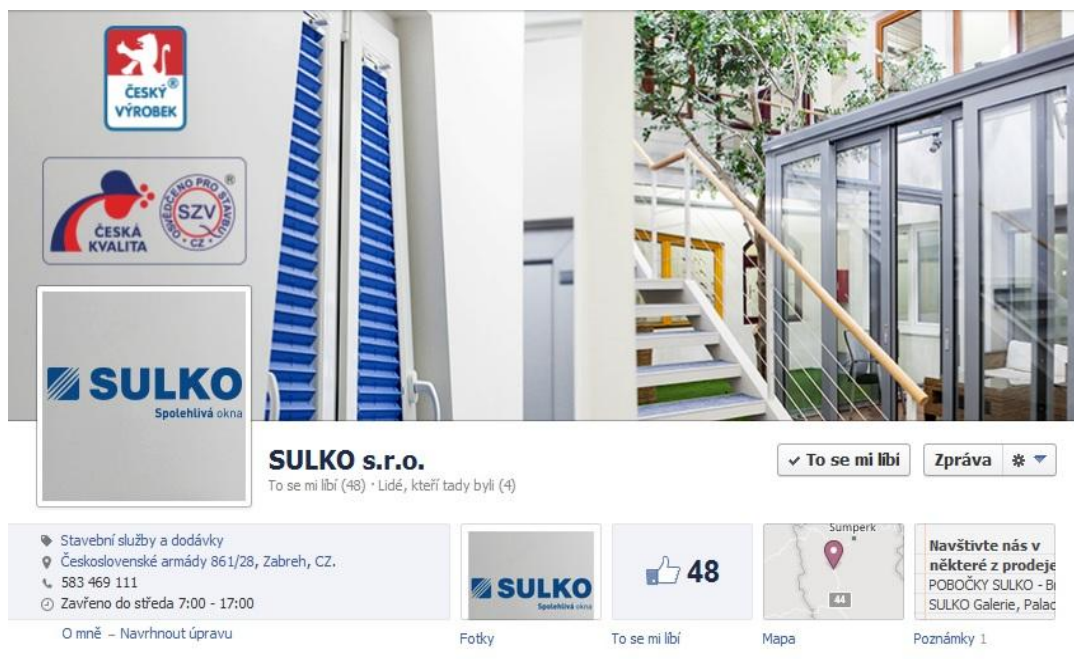 ČESKÝ®
VÝROBEK
ČESKÁ
KVALITA
OSVĚDČENO PRO STAVBU
SZV
CZ
®
SULKO
Spolehlivá okna
SULKO s.r.o.
To se mi líbí (48) · Lidé, kteří tady byli (4)
To se mi líbí
Zpráva
Stavební služby a dodávky
Československé armády 861/28, Zabreh, CZ.
583 469 111
Zavřeno do středa 7:00 - 17:00
O mně – Navrhnout úpravu
SULKO
Spolehlivá okna
Fotky
48
To se mi líbí
Sumperk
44
Mapa
Navštivte nás v
některé z prodeje
POBOČKY SULKO - B
SULKO Galerie, Palac
Poznámky 1